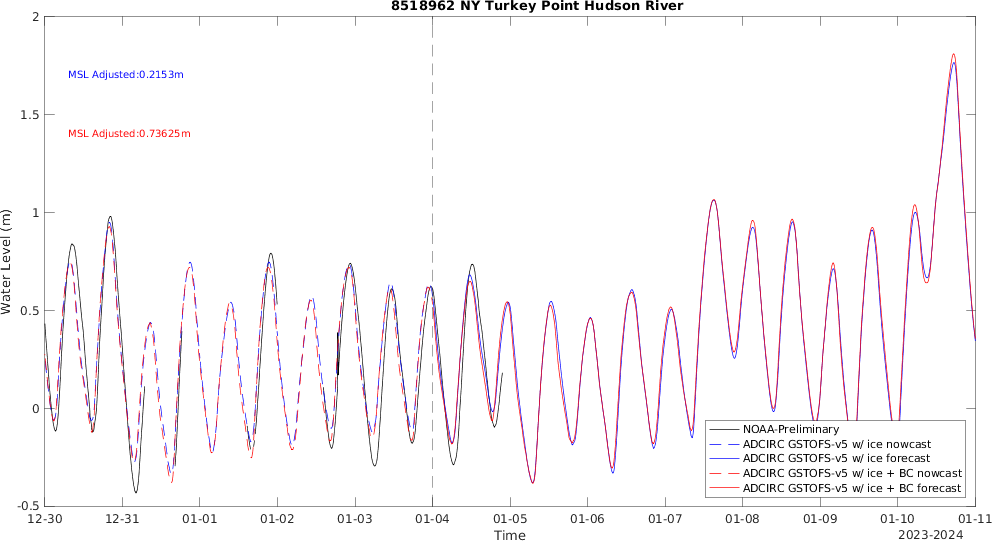 8518962 NY Turkey Point Hudson River
2
MSL Adjusted:0.2153m
1.5
MSL Adjusted:0.73625m
1
Water Level (m)
0.5
0
-0.5
NOAA-Preliminary
ADCIRC GSTOFS-v5 w/ ice nowcast
ADCIRC GSTOFS-v5 w/ ice forecast
ADCIRC GSTOFS-v5 w/ ice + BC nowcast
ADCIRC GSTOFS-v5 w/ ice + BC forecast
12-30 12-31 01-01 01-02 01-03 01-04 01-05 01-06 01-07 01-08 01-09 01-10 01-11
Time
2023-2024